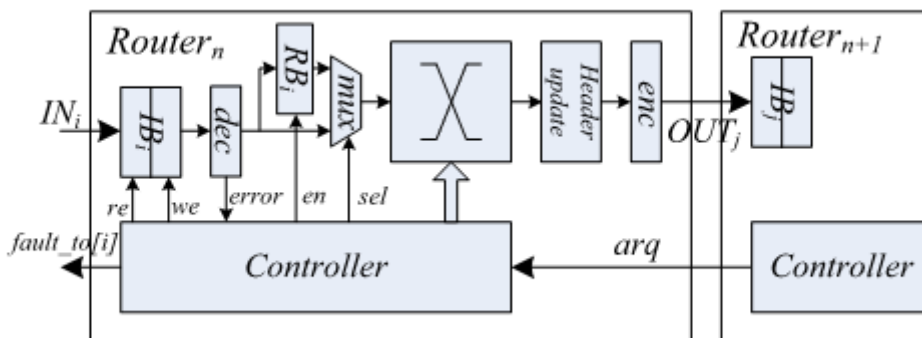 Router_n
Router_{n+1}
IN_i
IB_i
dec
RB_i
mux
Header update
enc
OUT_j
IB_j
re
we
error
en
sel
fault_to[i]
Controller
arq
Controller